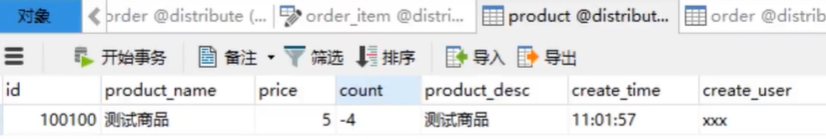 对象 order @distribute (... order_item @distri... product @distribut... order @distrib
开始事务 备注 筛选 排序 导入 导出
id product_name price count product_desc create_time create_user
100100 测试商品 5 -4 测试商品 11:01:57 xxx